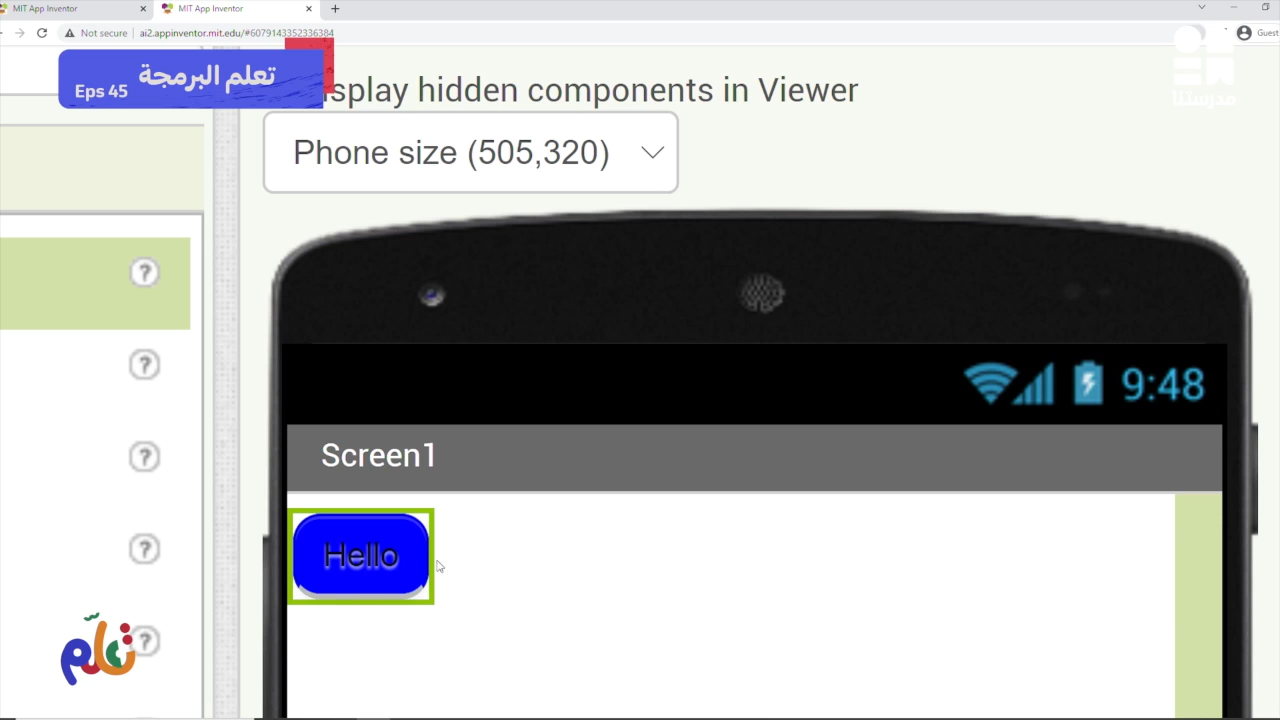 MIT App Inventor
MIT App Inventor
Not secure
ai2.appinventor.mit.edu/#6079143352336384
Guest
تعلم البرمجة
Eps 45
splay hidden components in Viewer
مدرستنا
Phone size (505,320)
?
?
?
?
?
9:48
Screen1
Hello